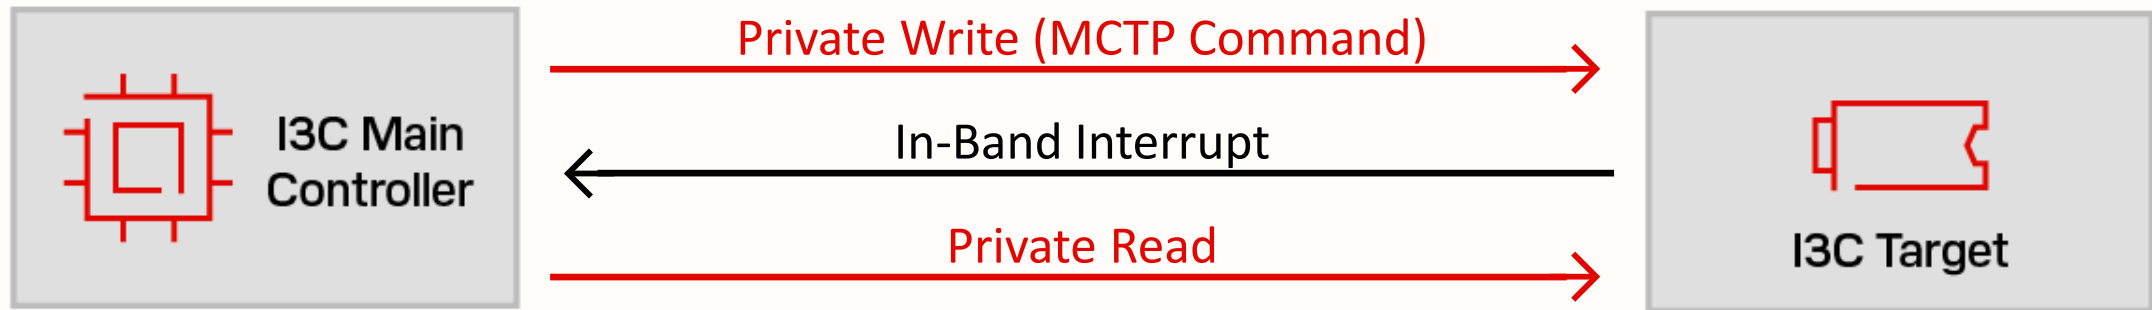 Private Write (MCTP Command)
I3C Main
Controller
In-Band Interrupt
Private Read
I3C Target